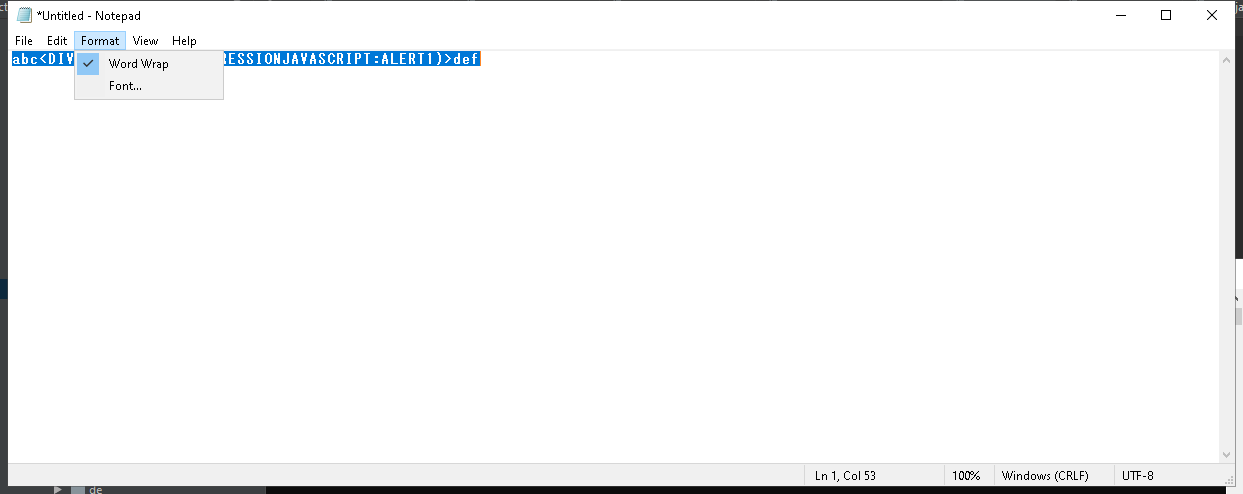 *Untitled - Notepad
File Edit Format View Help
abc<DIV RESSIONJAVASCRIPT:ALERT1)>def
Word Wrap
Font...
Ln 1, Col 53 100% Windows (CRLF) UTF-8
de